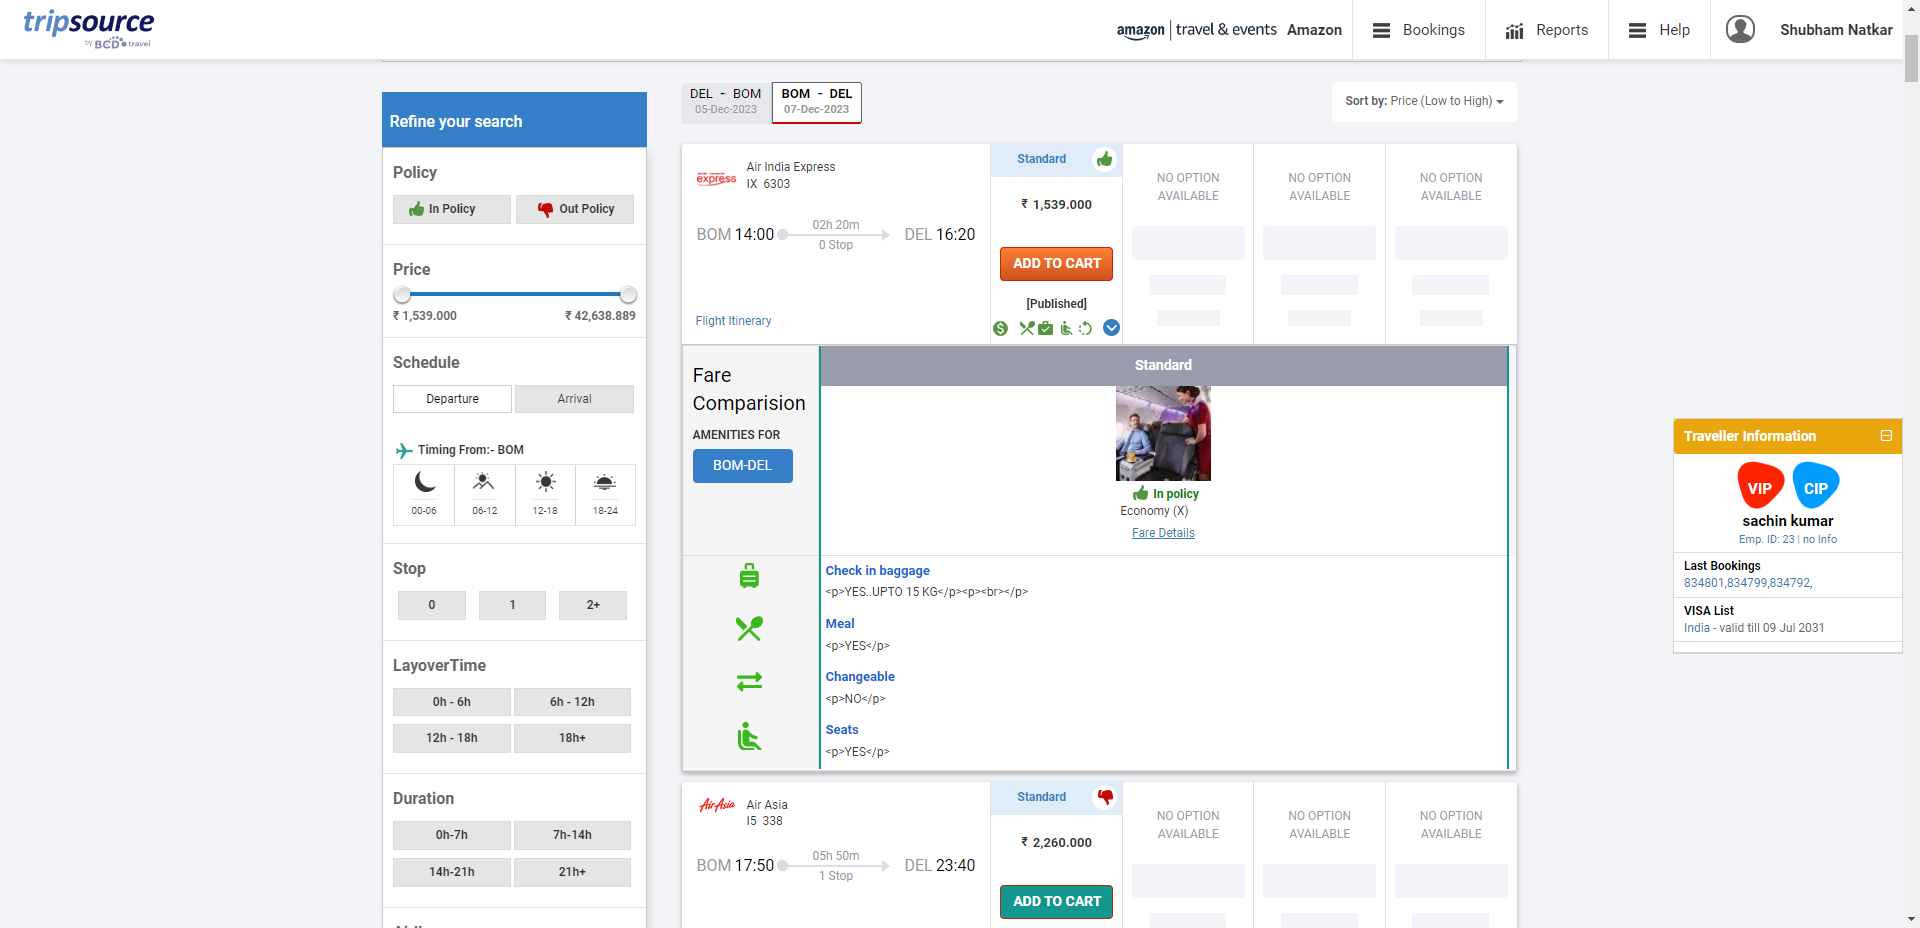 tripsource
by BCD travel
amazon | travel & events Amazon
Bookings
Reports
Help
Shubham Natkar
DEL - BOM
05-Dec-2023
BOM - DEL
07-Dec-2023
Sort by: Price (Low to High)
Refine your search
Policy
In Policy
Out Policy
Price
₹ 1,539.000
₹ 42,638.889
Schedule
Departure
Arrival
Timing From:- BOM
00-06
06-12
12-18
18-24
Stop
0
1
2+
LayoverTime
0h - 6h
6h - 12h
12h - 18h
18h+
Duration
0h-7h
7h-14h
14h-21h
21h+
express
Air India Express
IX 6303
BOM 14:00
02h 20m
0 Stop
DEL 16:20
Flight Itinerary
Standard
₹ 1,539.000
ADD TO CART
[Published]
NO OPTION
AVAILABLE
NO OPTION
AVAILABLE
NO OPTION
AVAILABLE
Fare
Comparision
AMENITIES FOR
BOM-DEL
Standard
In policy
Economy (X)
Fare Details
Check in baggage
<p>YES..UPTO 15 KG</p><p><br></p>
Meal
<p>YES</p>
Changeable
<p>NO</p>
Seats
<p>YES</p>
AirAsia
Air Asia
I5 338
BOM 17:50
05h 50m
1 Stop
DEL 23:40
Standard
₹ 2,260.000
ADD TO CART
NO OPTION
AVAILABLE
NO OPTION
AVAILABLE
NO OPTION
AVAILABLE
Traveller Information
VIP
CIP
sachin kumar
Emp. ID: 23 | no Info
Last Bookings
834801,834799,834792,
VISA List
India - valid till 09 Jul 2031